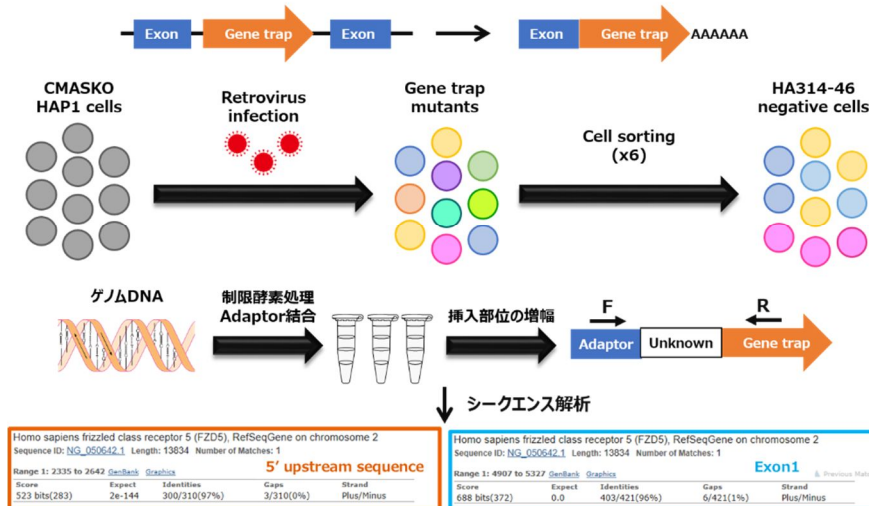 Exon Gene trap Exon
Exon Gene trap AAAAAA
CMASKO
HAP1 cells
Retrovirus
infection
Gene trap
mutants
Cell sorting
(x6)
HA314-46
negative cells
ゲノムDNA
制限酵素処理
Adaptor結合
挿入部位の増幅
F
R
Adaptor Unknown Gene trap
シークエンス解析
Homo sapiens frizzled class receptor 5 (FZD5), RefSeqGene on chromosome 2
Sequence ID: NG_050642.1 Length: 13834 Number of Matches: 1
5′ upstream sequence
Range 1: 2335 to 2642 GenBank Graphics
Score Expect Identities Gaps Strand
523 bits(283) 2e-144 300/310(97%) 3/310(0%) Plus/Minus
Homo sapiens frizzled class receptor 5 (FZD5), RefSeqGene on chromosome 2
Sequence ID: NG_050642.1 Length: 13834 Number of Matches: 1
Exon1
Range 1: 4907 to 5327 GenBank Graphics Previous Mat
Score Expect Identities Gaps Strand
688 bits(372) 0.0 403/421(96%) 6/421(1%) Plus/Minus